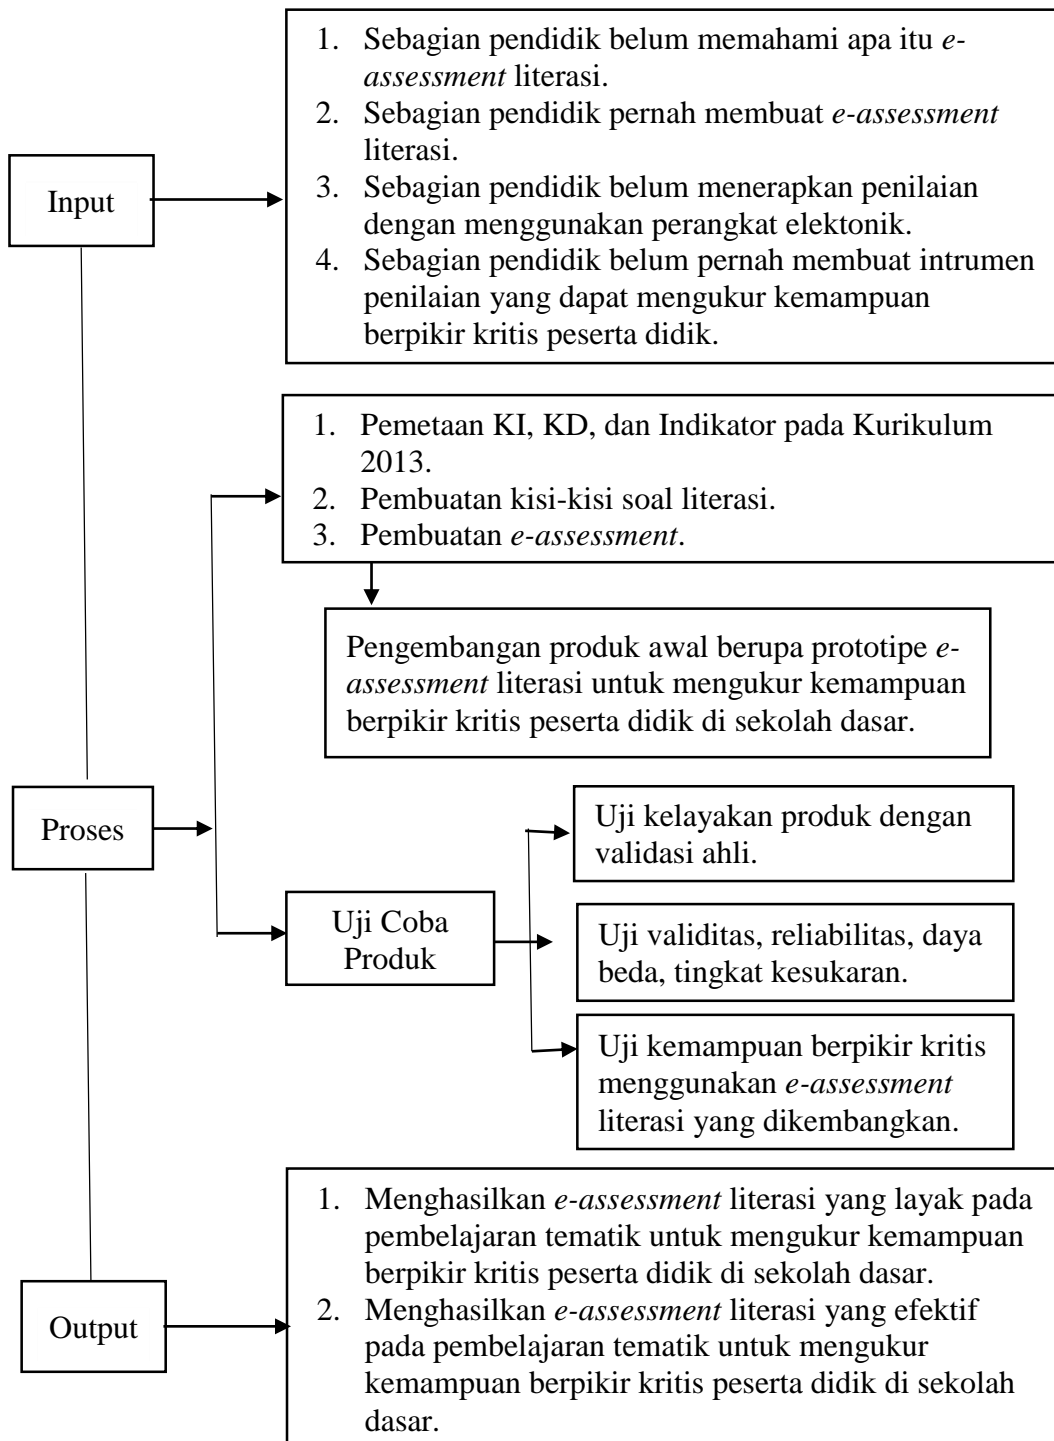 1. Sebagian pendidik belum memahami apa itu e-
assessment literasi.
2. Sebagian pendidik pernah membuat e-assessment
literasi.
3. Sebagian pendidik belum menerapkan penilaian
dengan menggunakan perangkat elektonik.
4. Sebagian pendidik belum pernah membuat intrumen
penilaian yang dapat mengukur kemampuan
berpikir kritis peserta didik.
Input
1. Pemetaan KI, KD, dan Indikator pada Kurikulum
2013.
2. Pembuatan kisi-kisi soal literasi.
3. Pembuatan e-assessment.
Pengembangan produk awal berupa prototipe e-
assessment literasi untuk mengukur kemampuan
berpikir kritis peserta didik di sekolah dasar.
Proses
Uji kelayakan produk dengan
validasi ahli.
Uji Coba
Produk
Uji validitas, reliabilitas, daya
beda, tingkat kesukaran.
Uji kemampuan berpikir kritis
menggunakan e-assessment
literasi yang dikembangkan.
Output
1. Menghasilkan e-assessment literasi yang layak pada
pembelajaran tematik untuk mengukur kemampuan
berpikir kritis peserta didik di sekolah dasar.
2. Menghasilkan e-assessment literasi yang efektif
pada pembelajaran tematik untuk mengukur
kemampuan berpikir kritis peserta didik di sekolah
dasar.